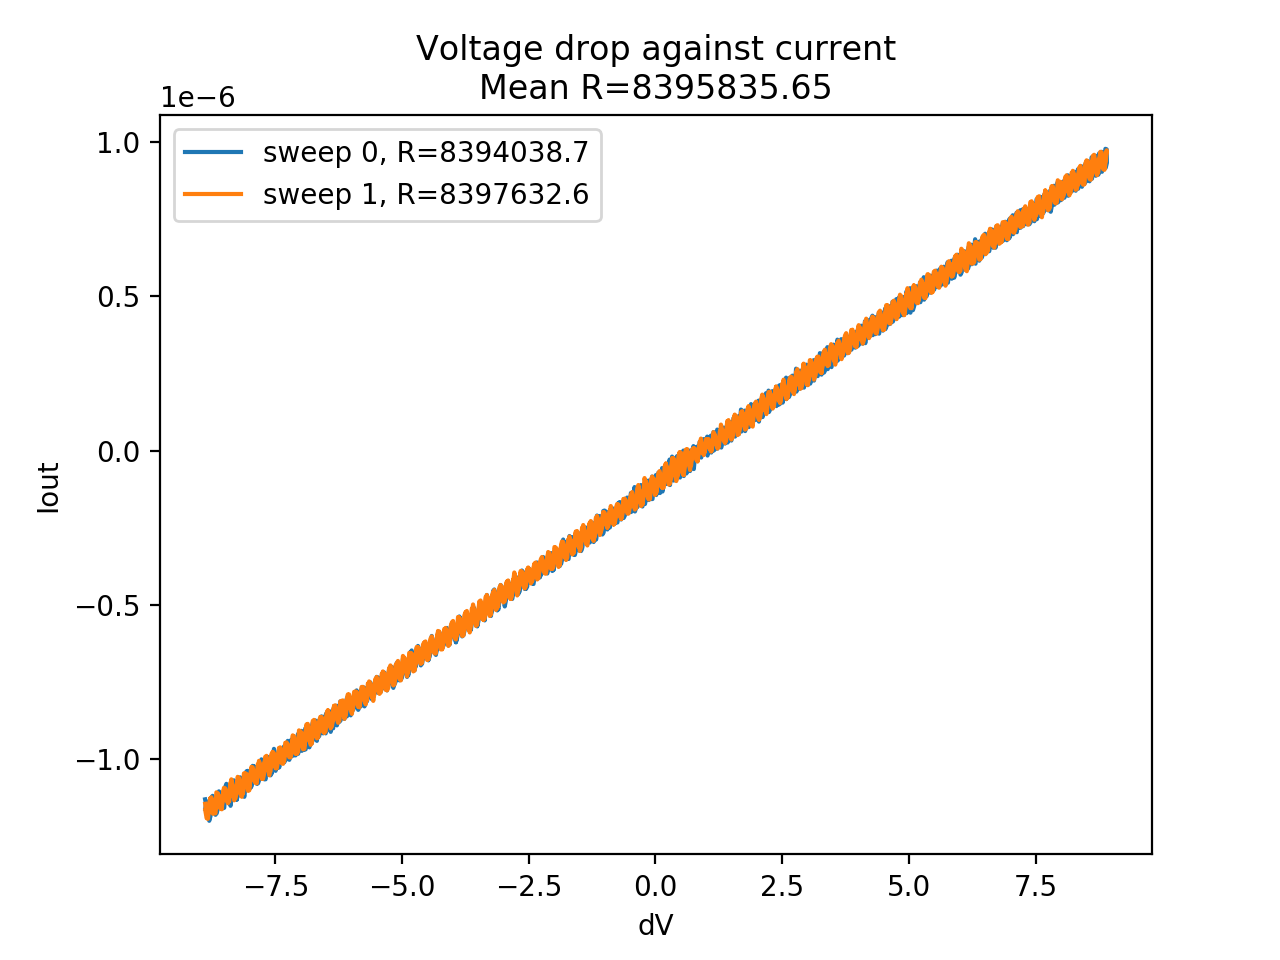 Voltage drop against current
Mean R=8395835.65
1e−6
sweep 0, R=8394038.7
sweep 1, R=8397632.6
1.0
0.5
0.0
−0.5
−1.0
Iout
−7.5 −5.0 −2.5 0.0 2.5 5.0 7.5
dV